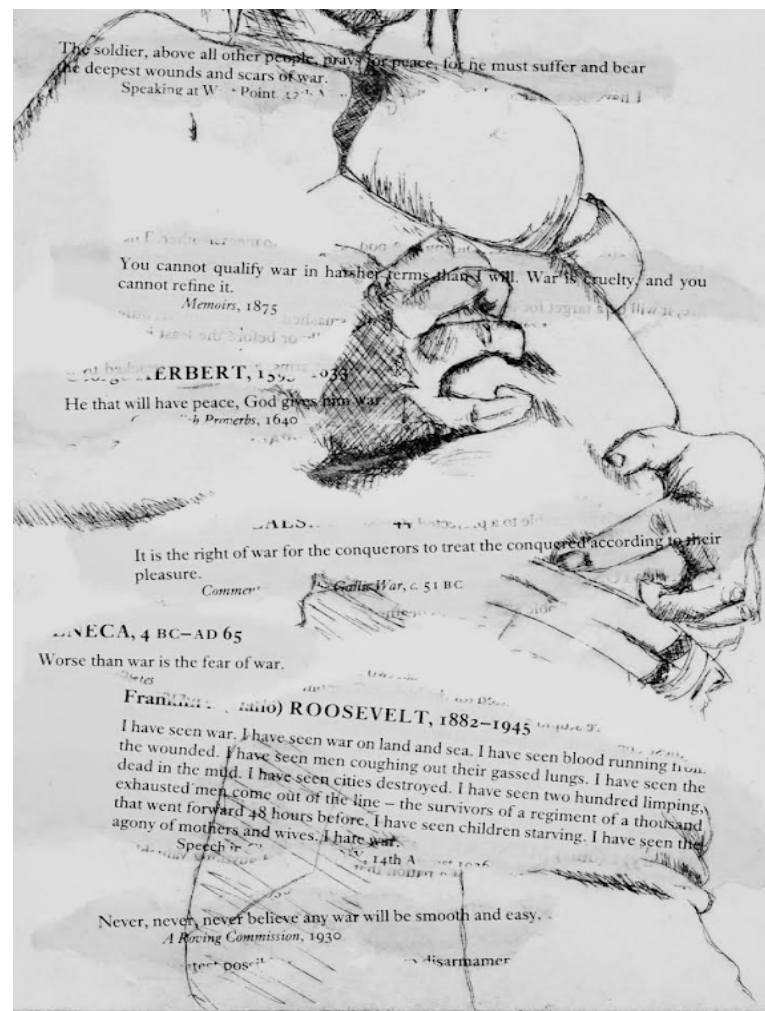 The soldier, above all other people, prays for peace, for he must suffer and bear
the deepest wounds and scars of war.
Speaking at Point
You cannot qualify war in harsher terms than I will. War is cruelty, and you
cannot refine it.
Memoirs, 1875
HERBERT,
He that will have peace, God gives him war.
Proverbs, 1640
It is the right of war for the conquerors to treat the conquered according to their
pleasure.
Gallic War, c. 51 BC
SENECA, 4 BC–AD 65
Worse than war is the fear of war.
ROOSEVELT, 1882–1945
I have seen war. I have seen war on land and sea. I have seen blood running from
the wounded. I have seen men coughing out their gassed lungs. I have seen the
dead in the mud. I have seen cities destroyed. I have seen two hundred limping,
exhausted men come out of the line – the survivors of a regiment of a thousand
that went forward 48 hours before. I have seen children starving. I have seen the
agony of mothers and wives. I hate war.
Speech 14th
Never, never, never believe any war will be smooth and easy.
A Roving Commission, 1930